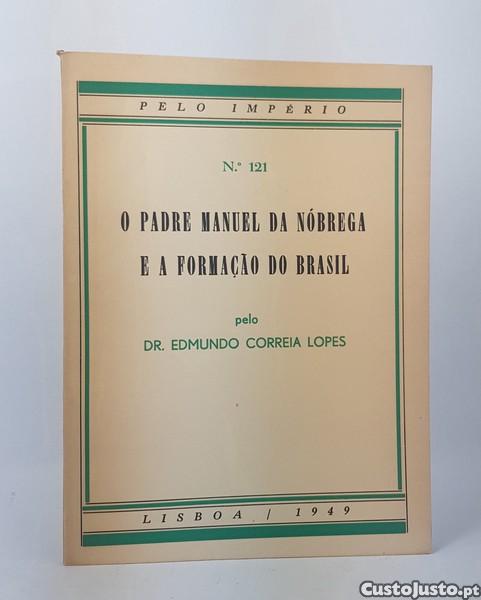 PELO IMPÉRIO
N.º 121
O PADRE MANUEL DA NÓBREGA
E A FORMAÇÃO DO BRASIL
pelo
DR. EDMUNDO CORREIA LOPES
LISBOA / 1949
CustoJusto.pt